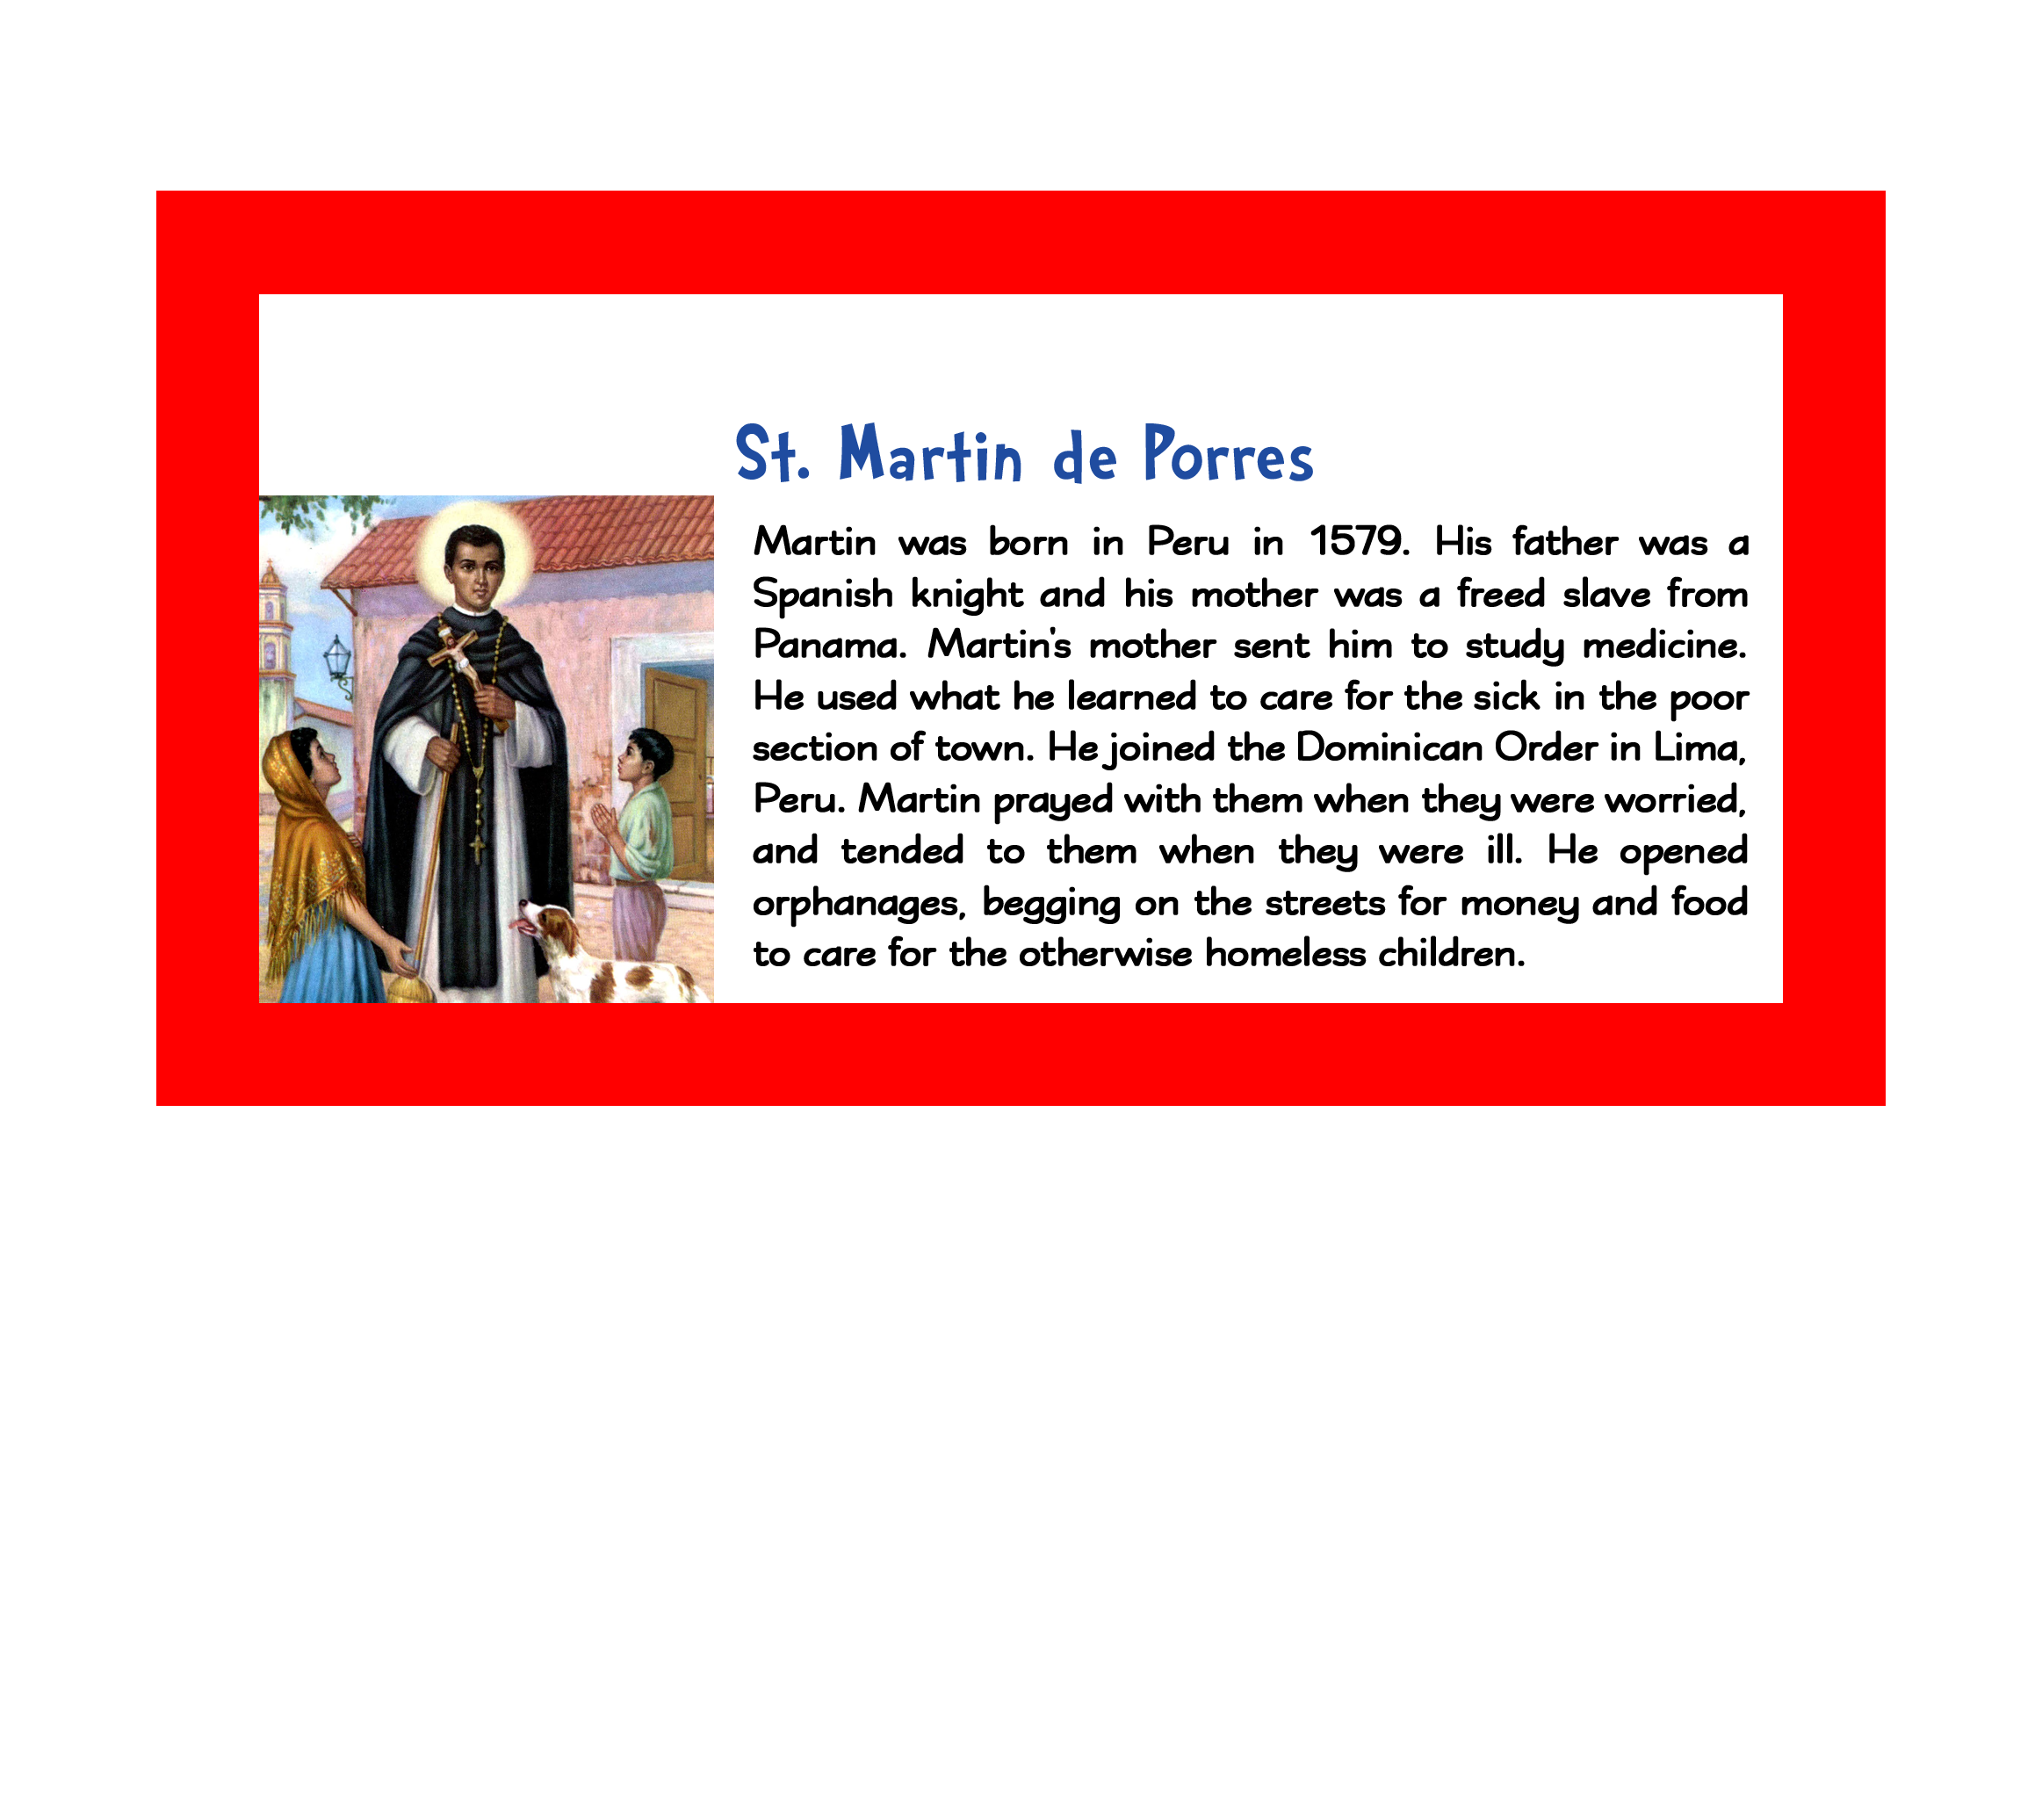 St. Martin de Porres
Martin was born in Peru in 1579. His father was a
Spanish knight and his mother was a freed slave from
Panama. Martin's mother sent him to study medicine.
He used what he learned to care for the sick in the poor
section of town. He joined the Dominican Order in Lima,
Peru. Martin prayed with them when they were worried,
and tended to them when they were ill. He opened
orphanages, begging on the streets for money and food
to care for the otherwise homeless children.